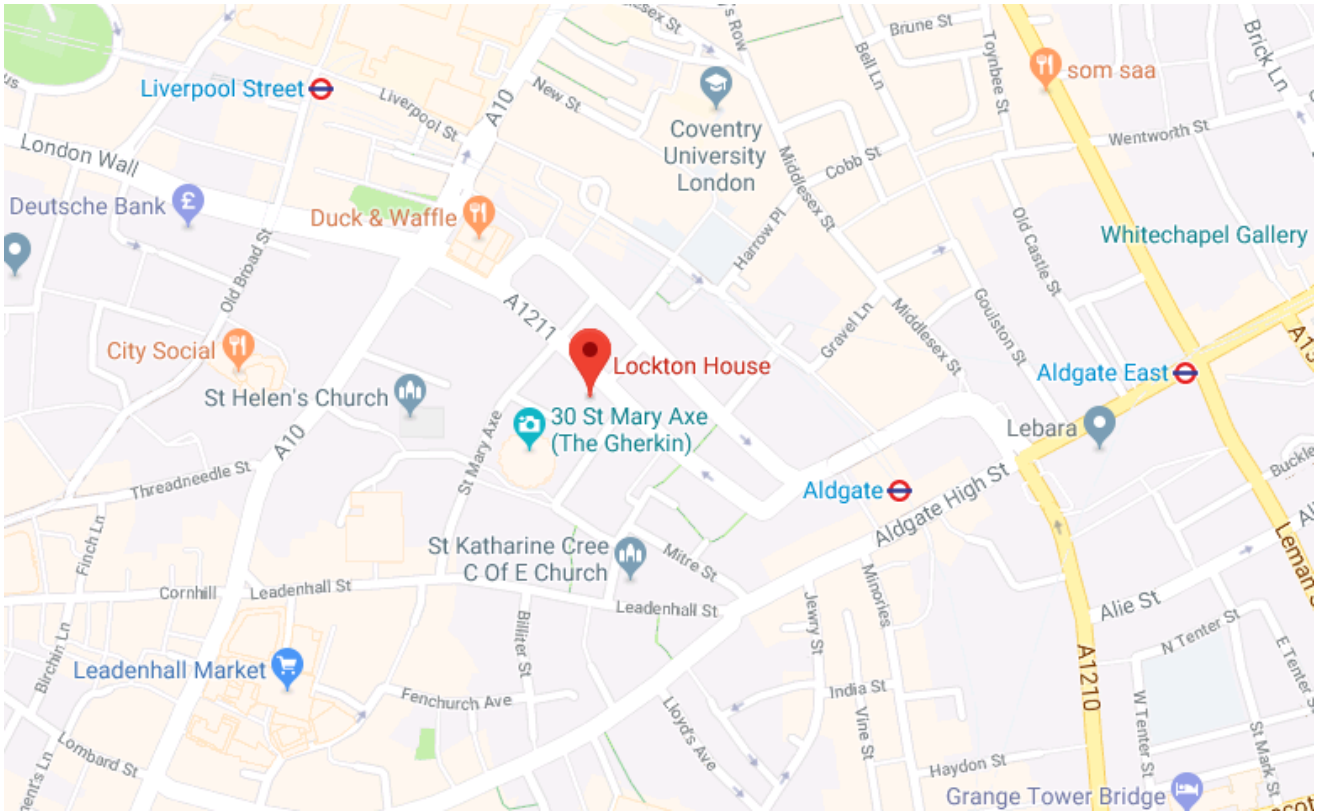 Brune St
Bell Ln
Toynbee St
Brick Ln
som saa
Liverpool Street
Liverpool St
A10
New St
Coventry
University
London
Wentworth St
Cobb St
London Wall
Middlesex St
Deutsche Bank
£
Duck & Waffle
Harrow Pl
Old Castle St
Whitechapel Gallery
Old Broad St
A1211
Goulston St
Middlesex St
Gravel Ln
City Social
Lockton House
Aldgate East
St Helen's Church
30 St Mary Axe
(The Gherkin)
Lebara
St Mary Axe
A10
Threadneedle St
Aldgate
Aldgate High St
Finch Ln
St Katharine Cree
C Of E Church
Mitre St
Minories
Cornhill
Leadenhall St
Leadenhall St
Jewry St
Alie St
Billiter St
N Tenter St
Birchin Ln
Leadenhall Market
A1210
Fenchurch Ave
India St
Lloyd's Ave
Vine St
W Tenter St
St Mark St
Lombard St
Haydon St
Grange Tower Bridge